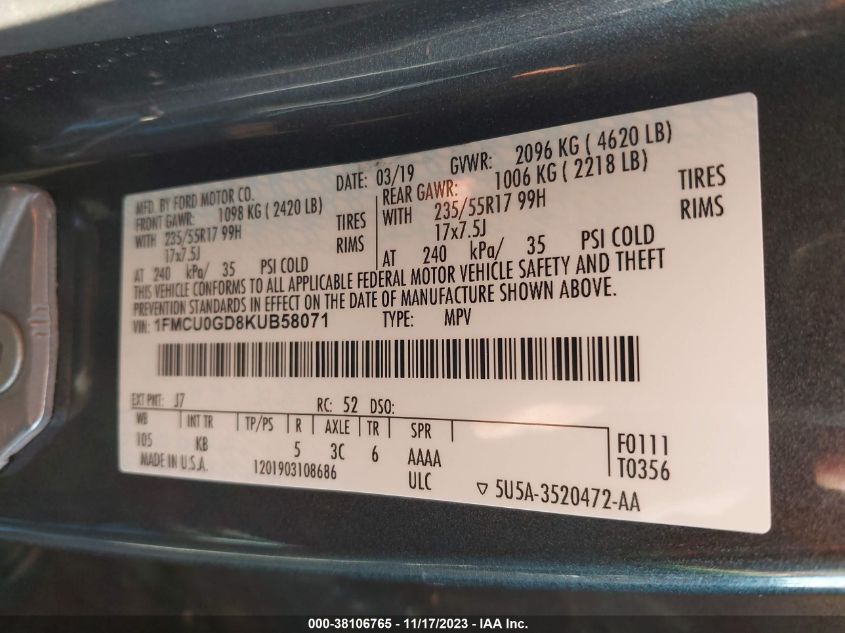 MFD. BY FORD MOTOR CO.
DATE: 03/19 GVWR: 2096 KG ( 4620 LB)
FRONT GAWR: 1098 KG ( 2420 LB)
WITH 235/55R17 99H TIRES
17x7.5J RIMS
AT 240 kPa/ 35 PSI COLD
REAR GAWR: 1006 KG ( 2218 LB)
WITH 235/55R17 99H TIRES
17x7.5J RIMS
AT 240 kPa/ 35 PSI COLD
THIS VEHICLE CONFORMS TO ALL APPLICABLE FEDERAL MOTOR VEHICLE SAFETY AND THEFT
PREVENTION STANDARDS IN EFFECT ON THE DATE OF MANUFACTURE SHOWN ABOVE.
VIN: 1FMCU0GD8KUB58071 TYPE: MPV
EXT PNT: J7 RC: 52 DSO:
WB INT TR TP/PS R AXLE TR SPR
105 KB 5 3C 6 AAAA F0111
MADE IN U.S.A. 1201903108686 ULC T0356
▽ 5U5A-3520472-AA
000-38106765 - 11/17/2023 - IAA Inc.